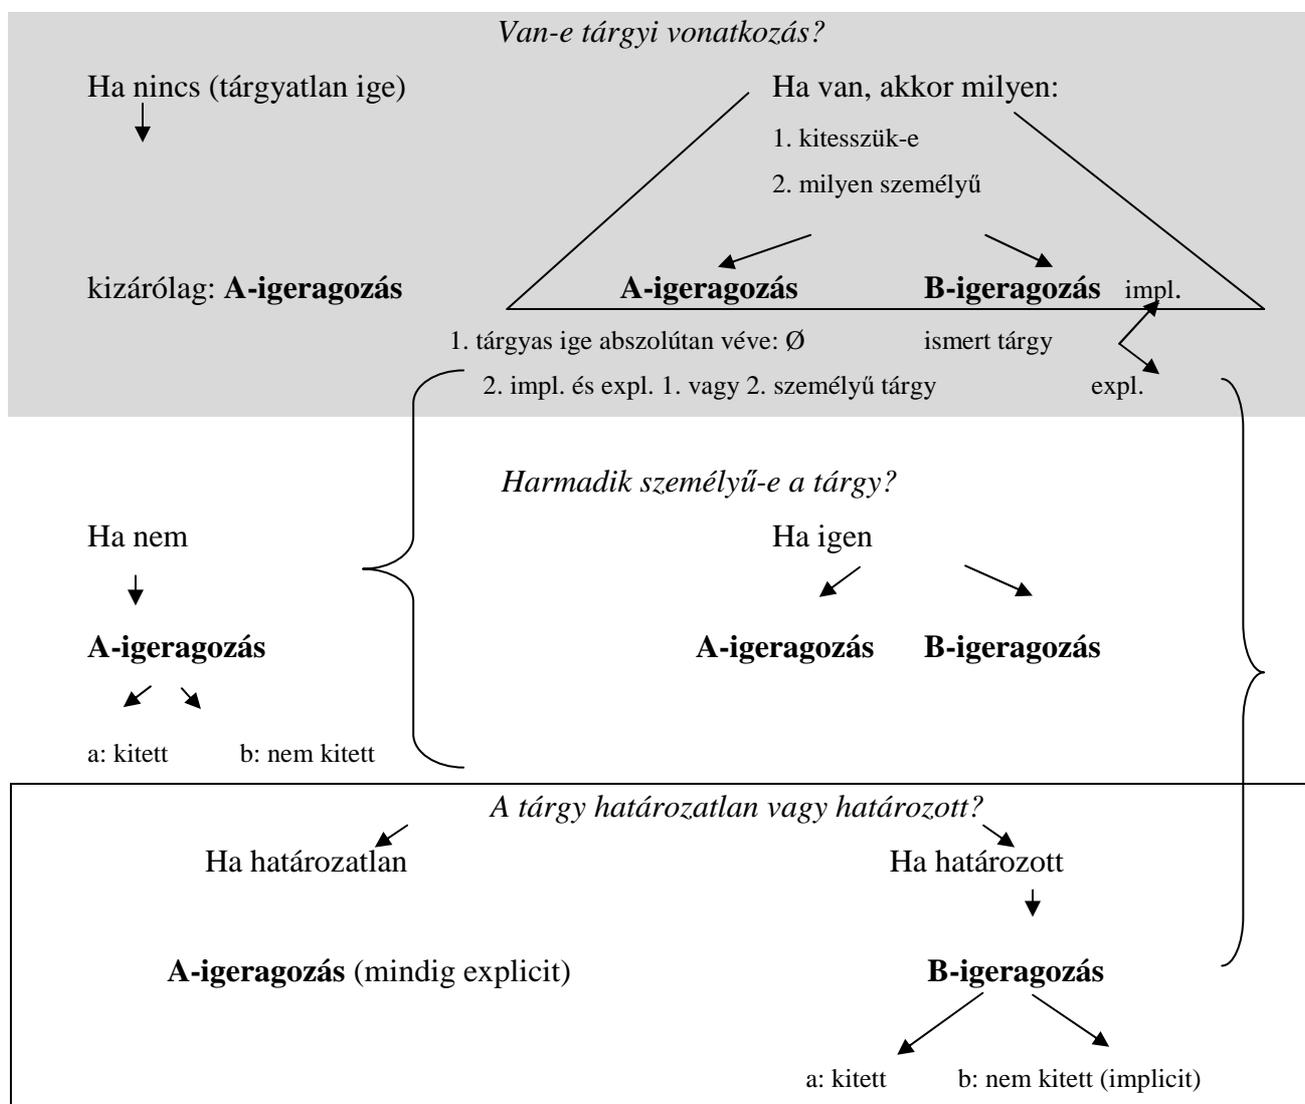 Van-e tárgyi vonatkozás?
Ha nincs (tárgyatlan ige) Ha van, akkor milyen:
1. kitesszük-e
2. milyen személyű
kizárólag: A-igeragozás A-igeragozás B-igeragozás impl.
1. tárgyas ige abszolútan véve: Ø ismert tárgy
2. impl. és expl. 1. vagy 2. személyű tárgy expl.
Harmadik személyű-e a tárgy?
Ha nem Ha igen
A-igeragozás A-igeragozás B-igeragozás
a: kitett b: nem kitett
A tárgy határozatlan vagy határozott?
Ha határozatlan Ha határozott
A-igeragozás (mindig explicit) B-igeragozás
a: kitett b: nem kitett (implicit)